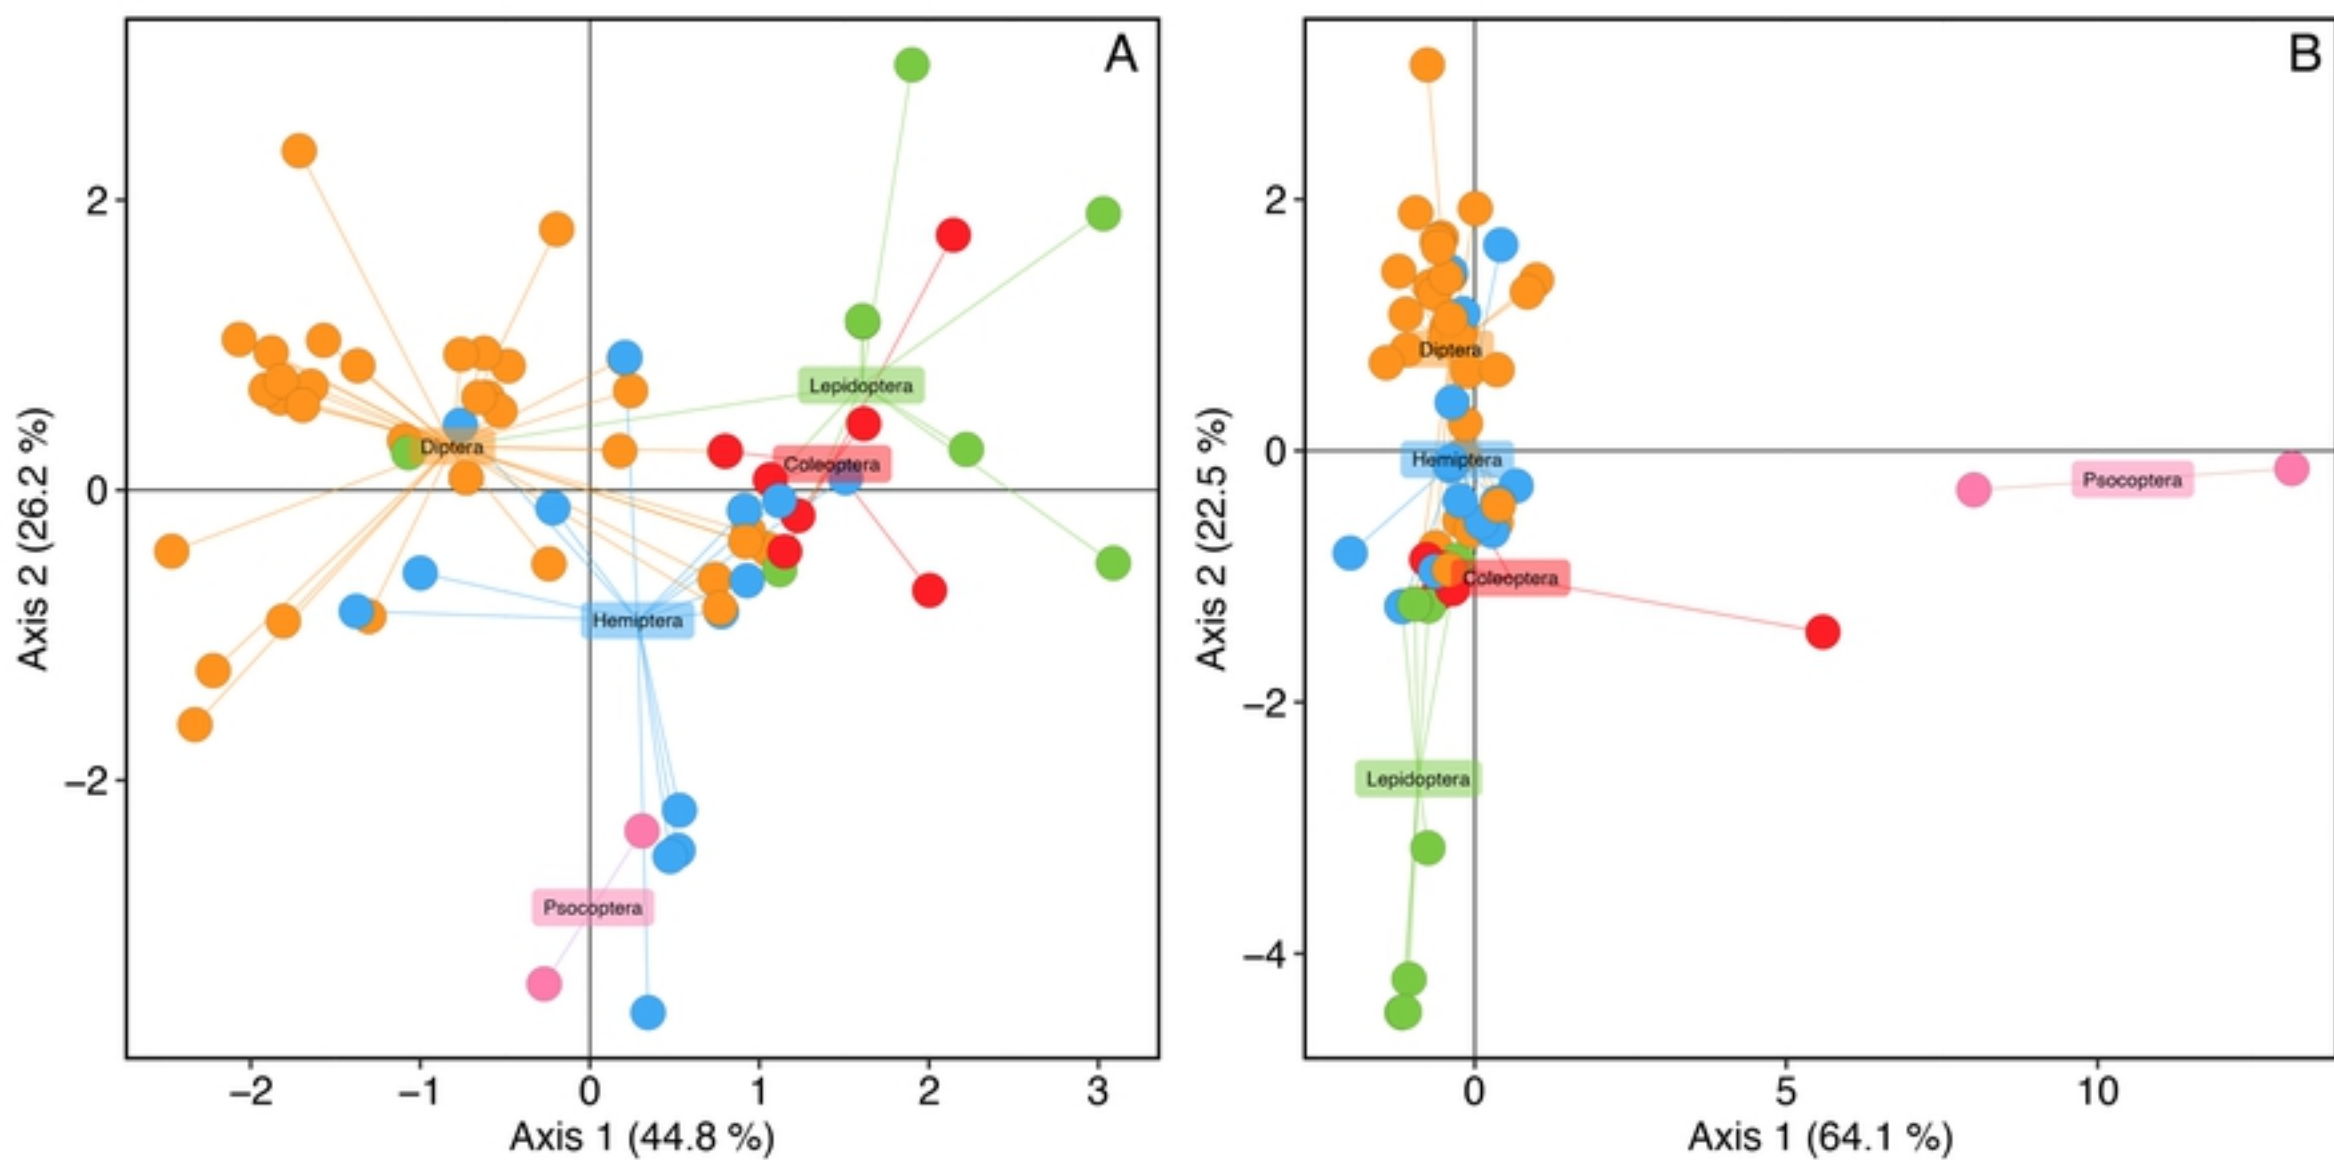 A
2
0
−2
Axis 2 (26.2 %)
Lepidoptera
Coleoptera
Diptera
Hemiptera
Psocoptera
−2
−1
0
1
2
3
Axis 1 (44.8 %)
B
2
0
−2
−4
Axis 2 (22.5 %)
Diptera
Hemiptera
Psocoptera
Coleoptera
Lepidoptera
0
5
10
Axis 1 (64.1 %)